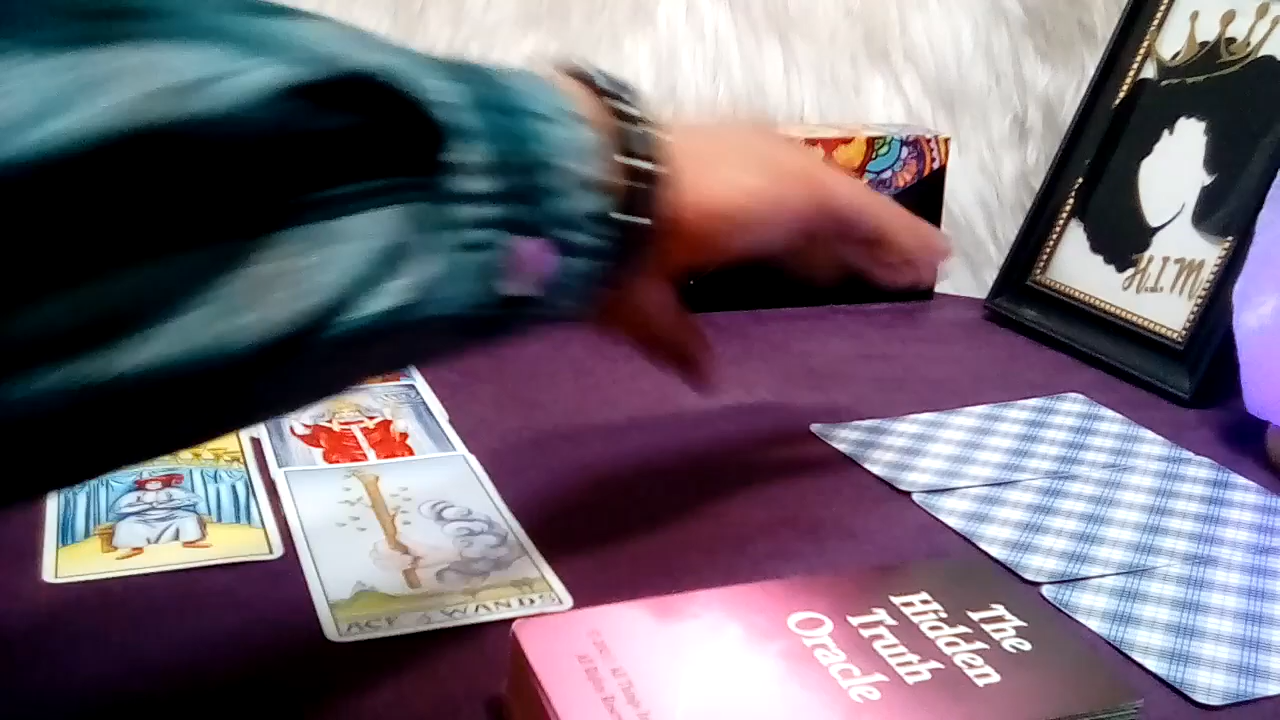 H.I.M
ACE of WANDS
The
Hidden
Truth
Oracle